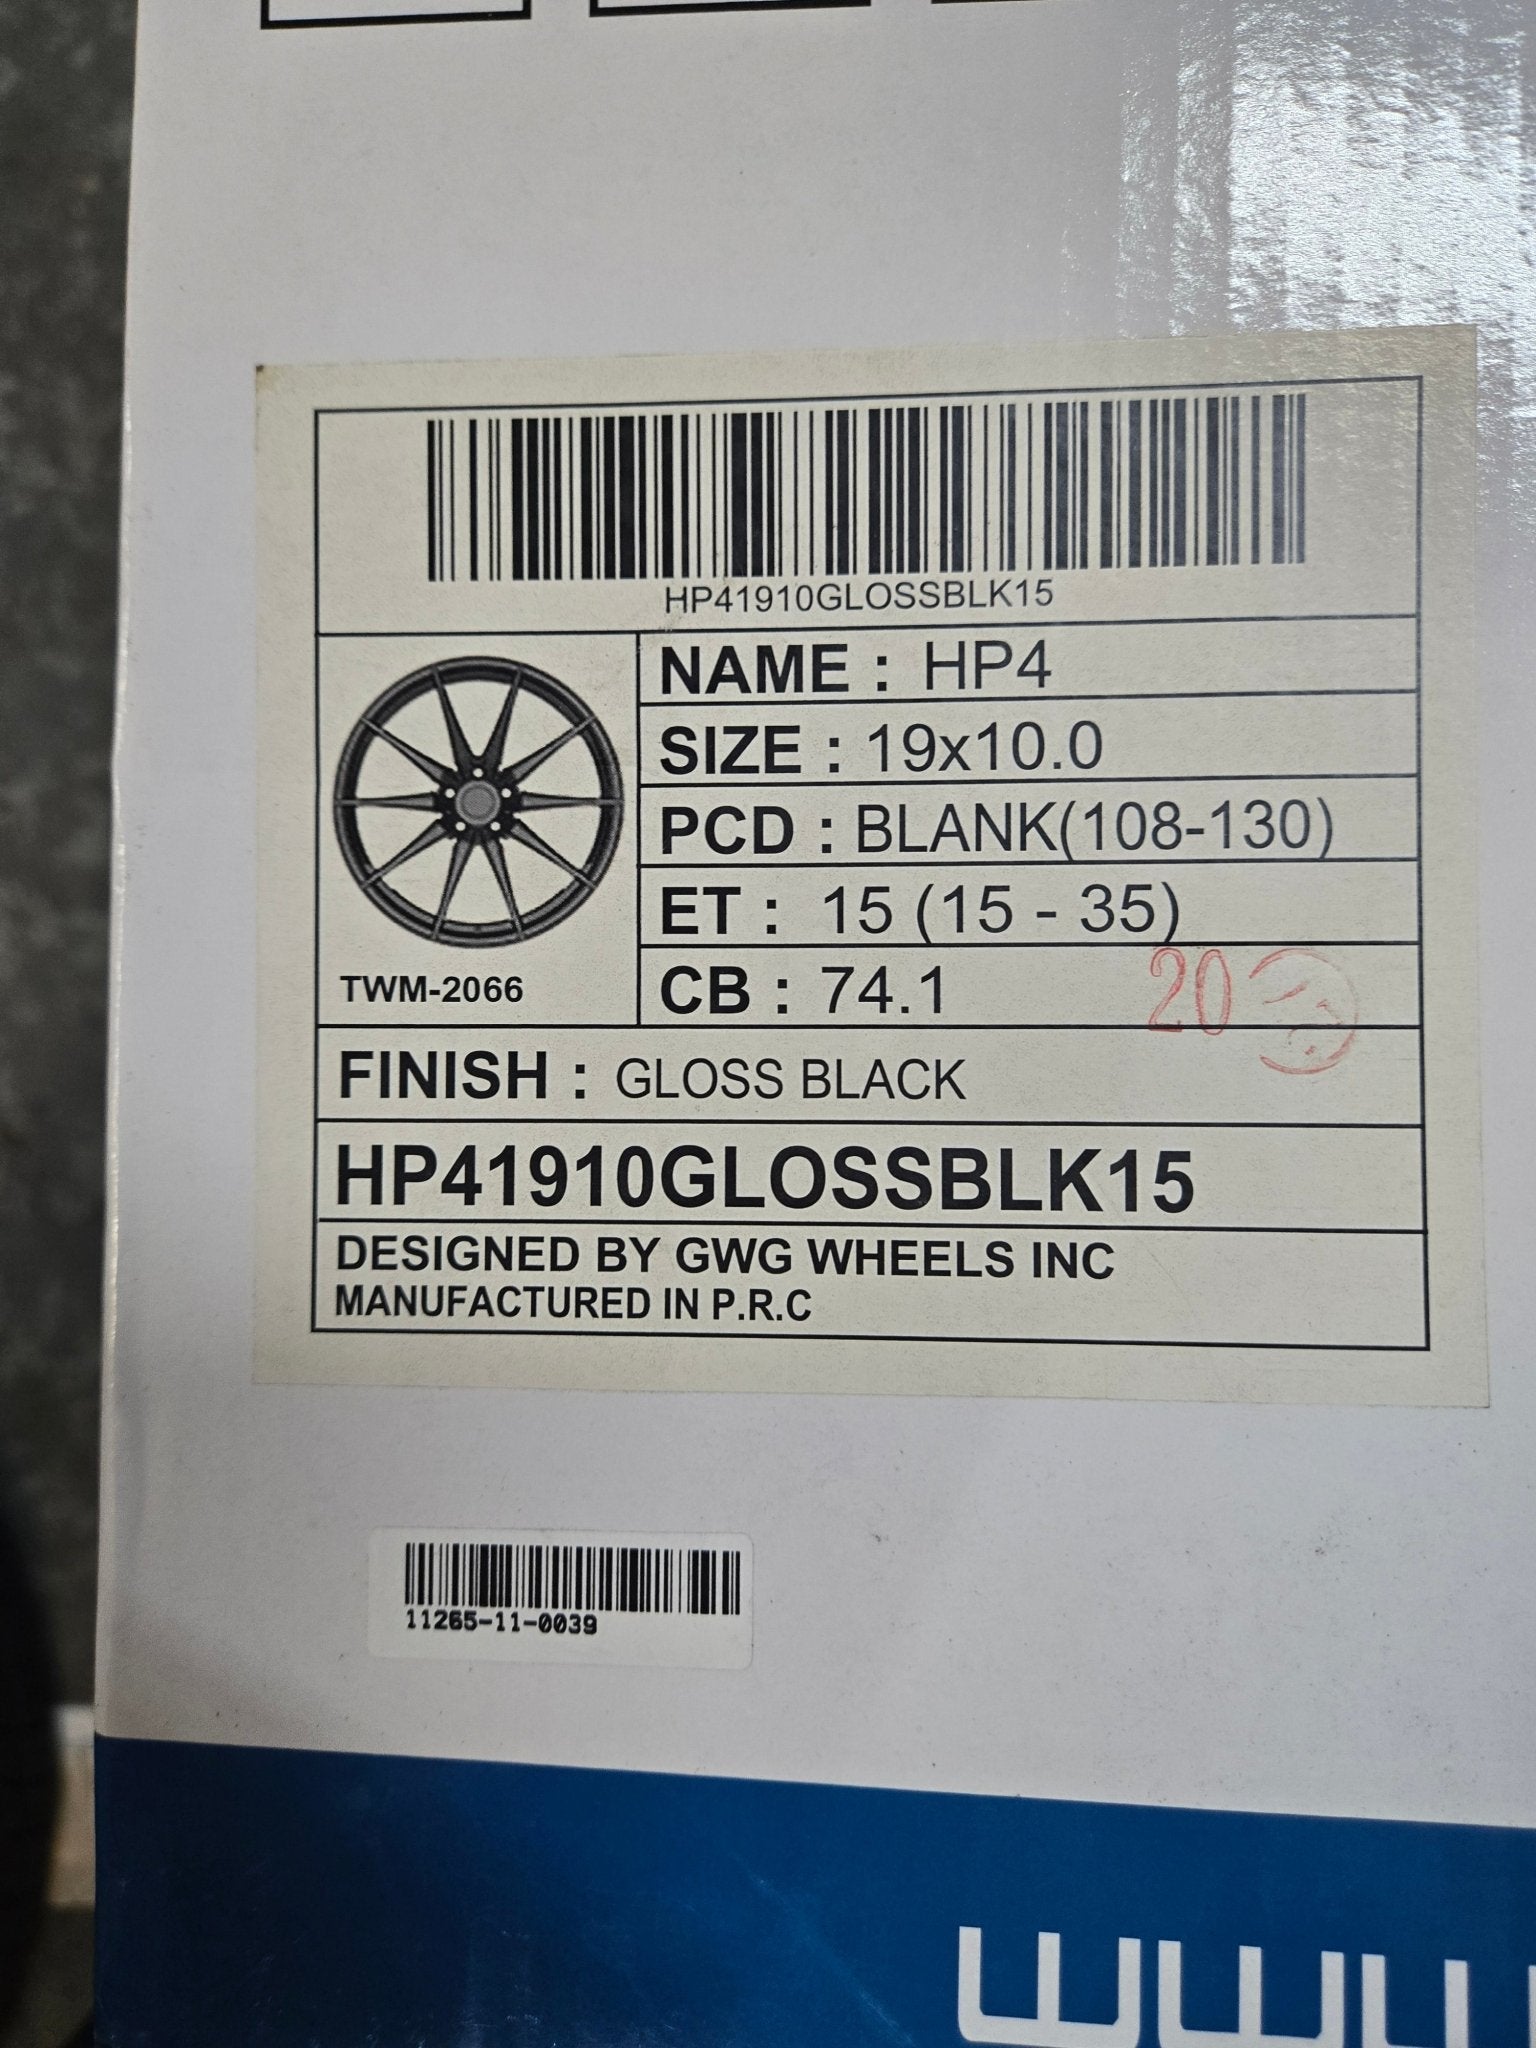 HP41910GLOSSBLK15
NAME : HP4
SIZE : 19x10.0
PCD : BLANK(108-130)
ET : 15 (15 - 35)
TWM-2066
CB : 74.1
20
FINISH : GLOSS BLACK
HP41910GLOSSBLK15
DESIGNED BY GWG WHEELS INC
MANUFACTURED IN P.R.C
11265-11-0039